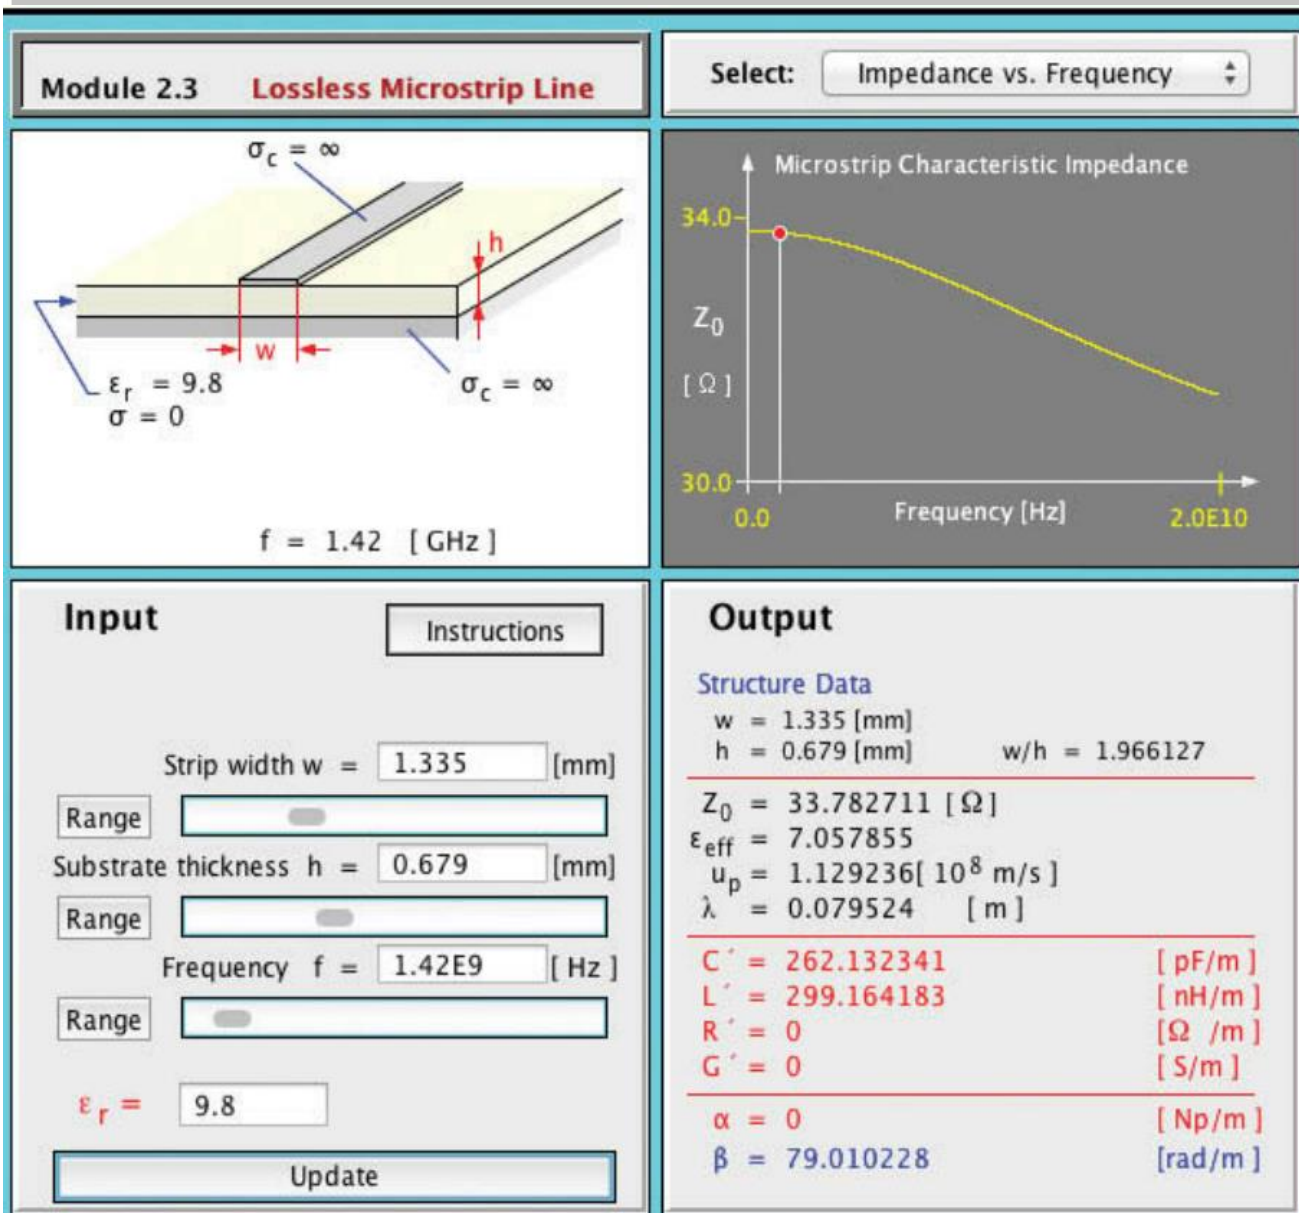 Module 2.3 Lossless Microstrip Line
Select: Impedance vs. Frequency
σc = ∞
h
w
εr = 9.8
σ = 0
σc = ∞
f = 1.42 [ GHz ]
Microstrip Characteristic Impedance
34.0
Z0
[ Ω ]
30.0
0.0
Frequency [Hz]
2.0E10
Input
Instructions
Strip width w = 1.335 [mm]
Range
Substrate thickness h = 0.679 [mm]
Range
Frequency f = 1.42E9 [ Hz ]
Range
εr = 9.8
Update
Output
Structure Data
w = 1.335 [mm]
h = 0.679 [mm] w/h = 1.966127
Z0 = 33.782711 [ Ω ]
εeff = 7.057855
up = 1.129236[ 10⁸ m/s ]
λ = 0.079524 [ m ]
C´ = 262.132341 [ pF/m ]
L´ = 299.164183 [ nH/m ]
R´ = 0 [Ω /m ]
G´ = 0 [ S/m ]
α = 0 [ Np/m ]
β = 79.010228 [rad/m ]